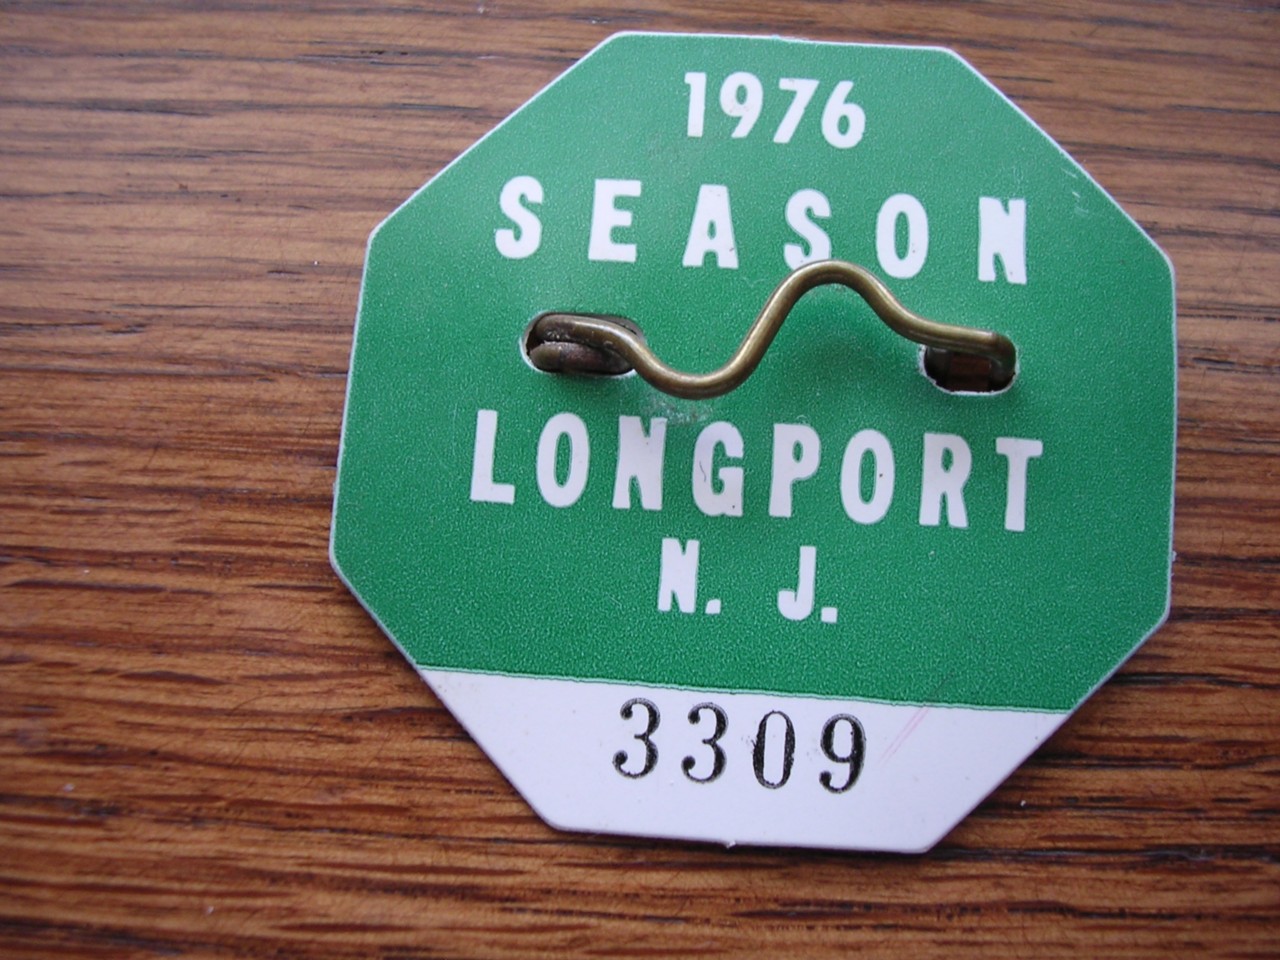 1976
SEASON
LONGPORT
N. J.
3309